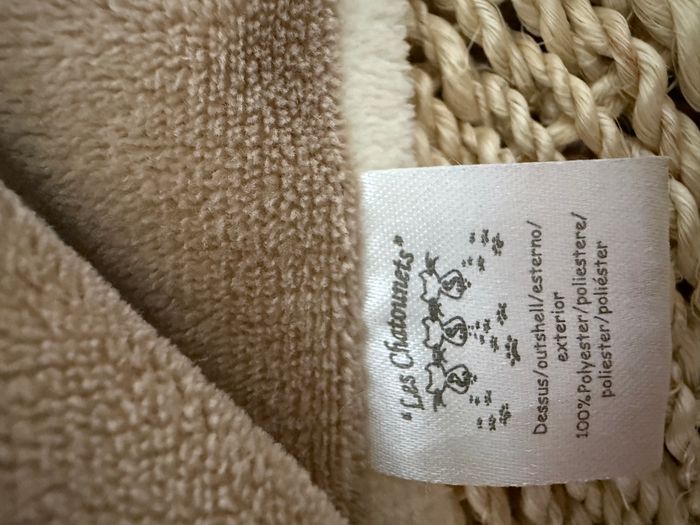 "Les Chatounets"
Dessus/outshell/esterno/
exterior
100%Polyester/poliestere/
poliester/poliéster